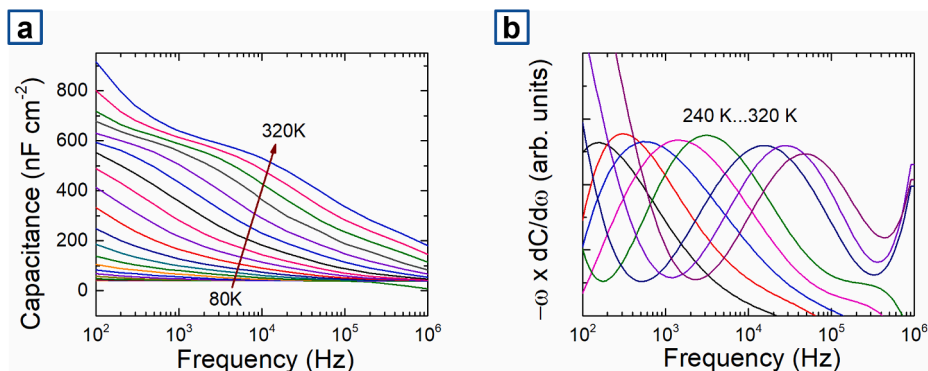 a
b
Capacitance (nF cm⁻²)
800
600
400
200
0
320K
80K
10² 10³ 10⁴ 10⁵ 10⁶
Frequency (Hz)
−ω x dC/dω (arb. units)
240 K...320 K
10² 10³ 10⁴ 10⁵ 10⁶
Frequency (Hz)